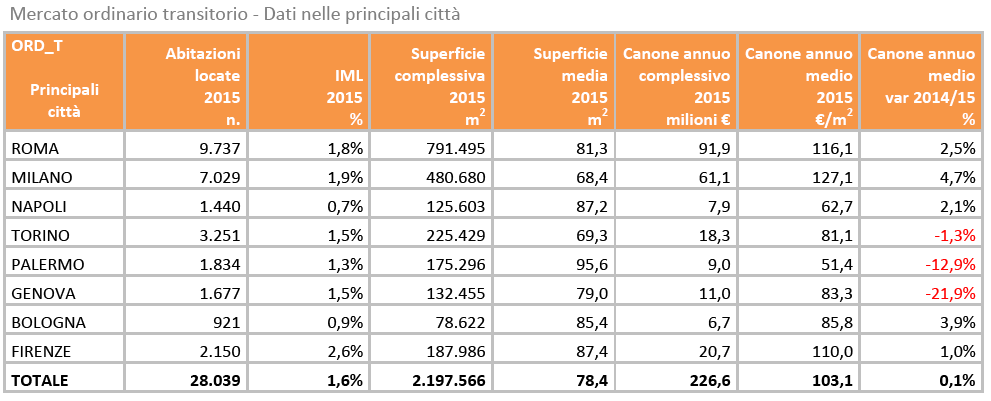 Mercato ordinario transitorio - Dati nelle principali città
ORD_T Principali città | Abitazioni locate 2015 n. | IML 2015 % | Superficie complessiva 2015 m² | Superficie media 2015 m² | Canone annuo complessivo 2015 milioni € | Canone annuo medio 2015 €/m² | Canone annuo medio var 2014/15 %
ROMA 9.737 1,8% 791.495 81,3 91,9 116,1 2,5%
MILANO 7.029 1,9% 480.680 68,4 61,1 127,1 4,7%
NAPOLI 1.440 0,7% 125.603 87,2 7,9 62,7 2,1%
TORINO 3.251 1,5% 225.429 69,3 18,3 81,1 -1,3%
PALERMO 1.834 1,3% 175.296 95,6 9,0 51,4 -12,9%
GENOVA 1.677 1,5% 132.455 79,0 11,0 83,3 -21,9%
BOLOGNA 921 0,9% 78.622 85,4 6,7 85,8 3,9%
FIRENZE 2.150 2,6% 187.986 87,4 20,7 110,0 1,0%
TOTALE 28.039 1,6% 2.197.566 78,4 226,6 103,1 0,1%